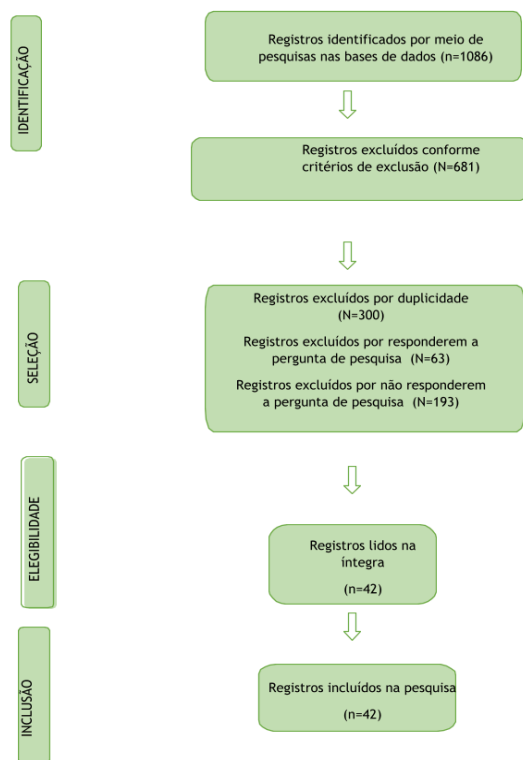 IDENTIFICAÇÃO
Registros identificados por meio de
pesquisas nas bases de dados (n=1086)
Registros excluídos conforme
critérios de exclusão (N=681)
SELEÇÃO
Registros excluídos por duplicidade
(N=300)
Registros excluídos por responderem a
pergunta de pesquisa (N=63)
Registros excluídos por não responderem
a pergunta de pesquisa (N=193)
ELEGIBILIDADE
Registros lidos na
íntegra
(n=42)
INCLUSÃO
Registros incluídos na pesquisa
(n=42)